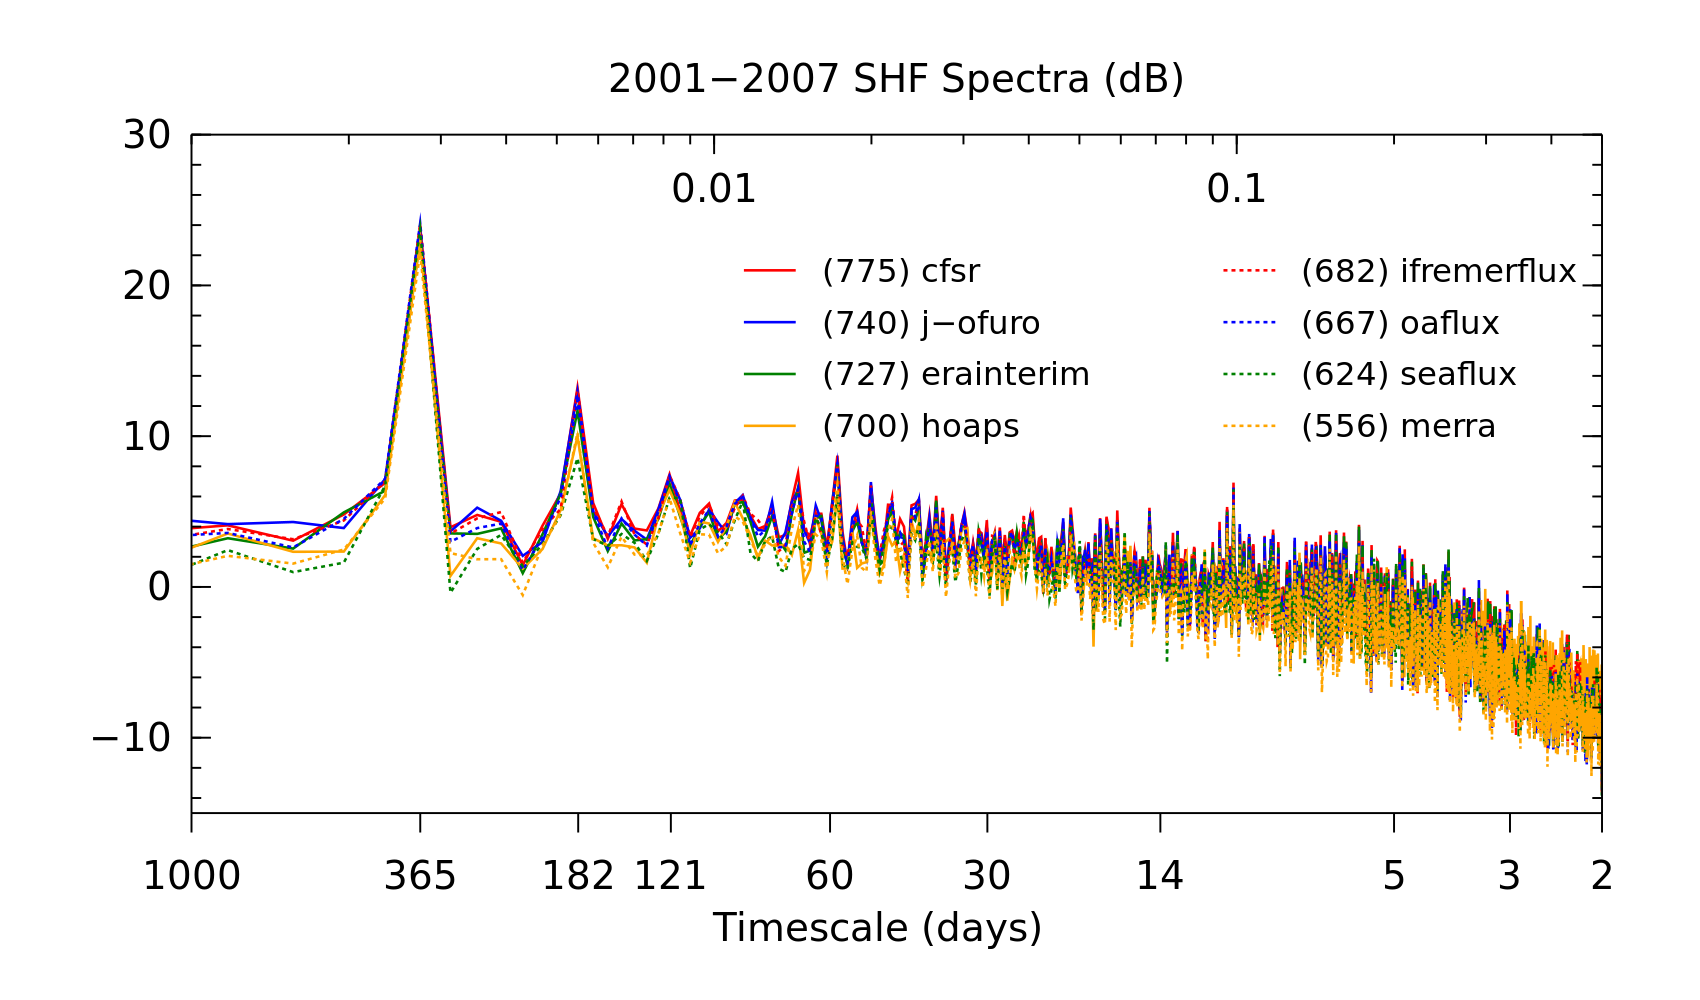 2001−2007 SHF Spectra (dB)
30
0.01 0.1
(775) cfsr (682) ifremerflux
20
(740) j−ofuro (667) oaflux
(727) erainterim (624) seaflux
10 (700) hoaps (556) merra
0
−10
1000 365 182 121 60 30 14 5 3 2
Timescale (days)